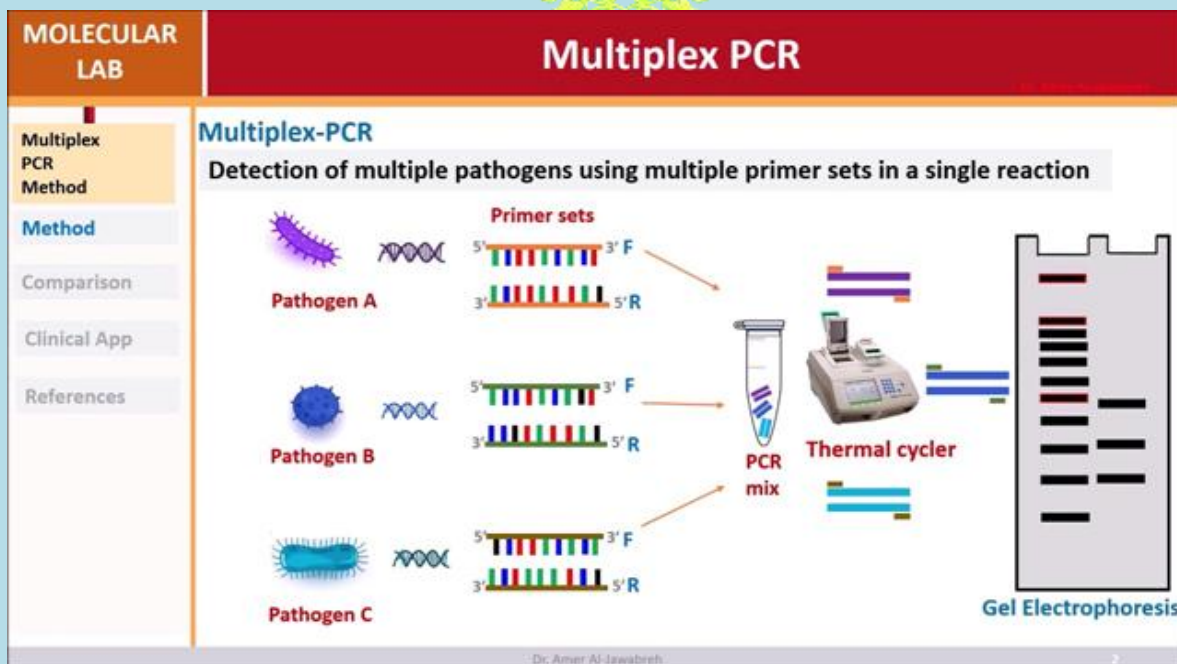 MOLECULAR
LAB
Multiplex PCR
Multiplex
PCR
Method
Method
Comparison
Clinical App
References
Multiplex-PCR
Detection of multiple pathogens using multiple primer sets in a single reaction
Primer sets
5' 3' F
3' 5' R
Pathogen A
5' 3' F
3' 5' R
Pathogen B
5' 3' F
3' 5' R
Pathogen C
PCR
mix
Thermal cycler
Gel Electrophoresis
Dr. Amer Al-Jawabreh
2